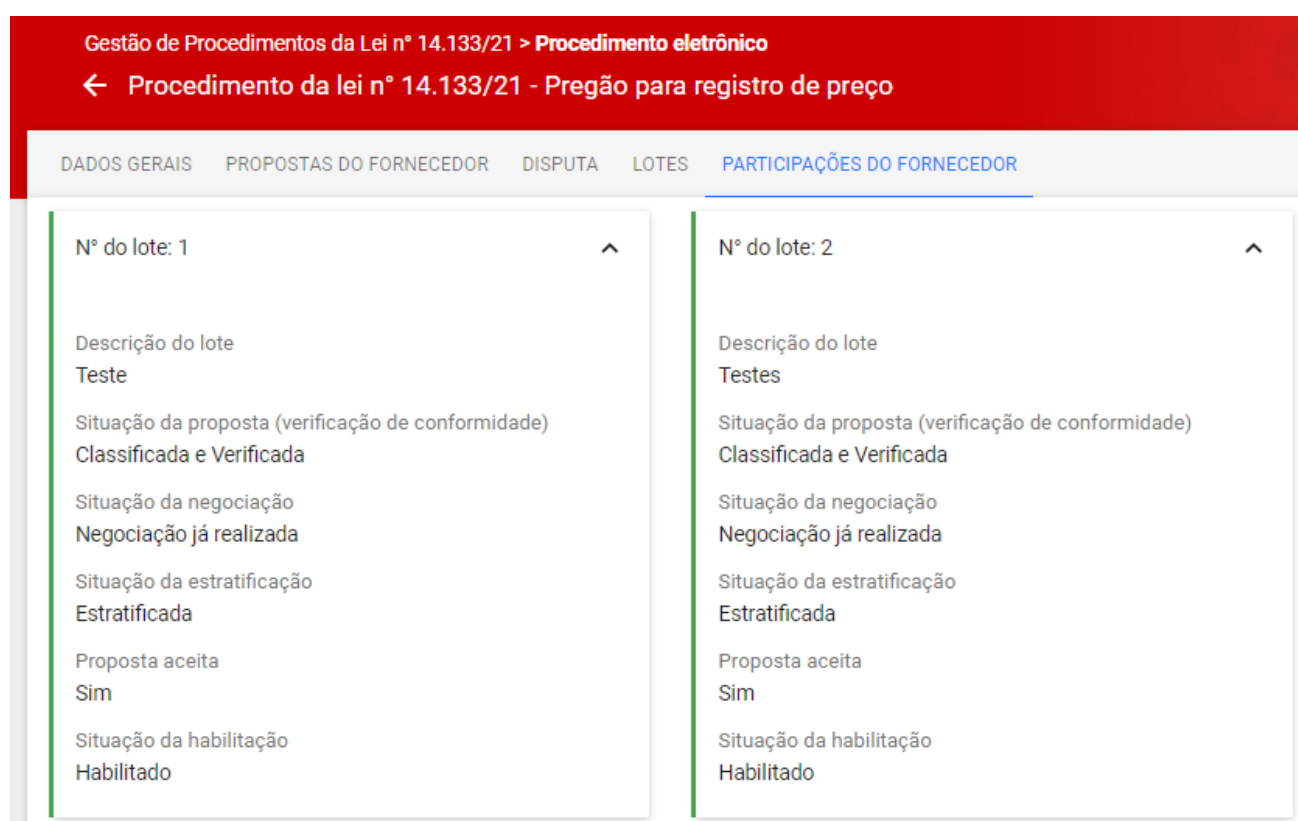 Gestão de Procedimentos da Lei n° 14.133/21 > Procedimento eletrônico
Procedimento da lei n° 14.133/21 - Pregão para registro de preço
DADOS GERAIS PROPOSTAS DO FORNECEDOR DISPUTA LOTES PARTICIPAÇÕES DO FORNECEDOR
N° do lote: 1
Descrição do lote
Teste
Situação da proposta (verificação de conformidade)
Classificada e Verificada
Situação da negociação
Negociação já realizada
Situação da estratificação
Estratificada
Proposta aceita
Sim
Situação da habilitação
Habilitado
N° do lote: 2
Descrição do lote
Testes
Situação da proposta (verificação de conformidade)
Classificada e Verificada
Situação da negociação
Negociação já realizada
Situação da estratificação
Estratificada
Proposta aceita
Sim
Situação da habilitação
Habilitado